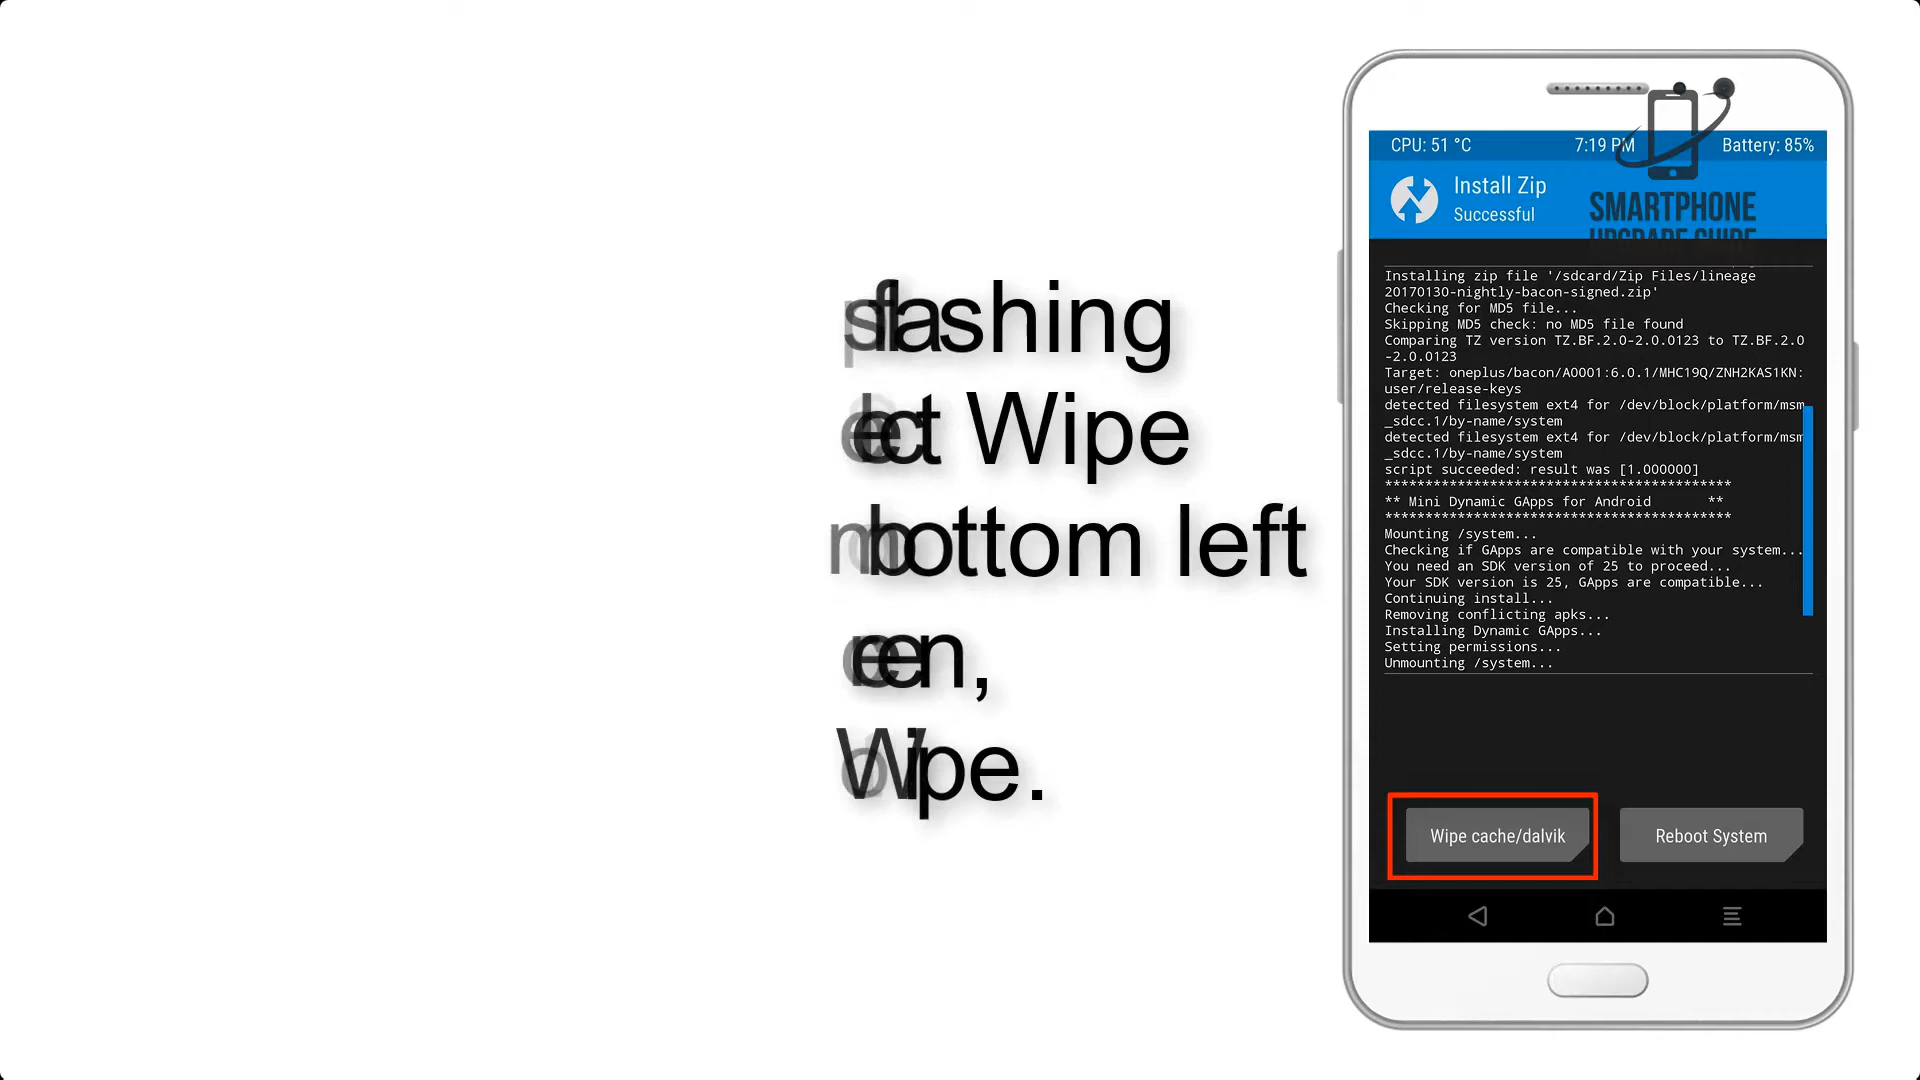 flashing
Wipe
bottom left
Wipe.
CPU: 51 °C
7:19 PM
Battery: 85%
Install Zip
Successful
SMARTPHONE
UPGRADE GUIDE
Installing zip file '/sdcard/Zip Files/lineage
20170130-nightly-bacon-signed.zip'
Checking for MD5 file...
Skipping MD5 check: no MD5 file found
Comparing TZ version TZ.BF.2.0-2.0.0123 to TZ.BF.2.0
-2.0.0123
Target: oneplus/bacon/A0001:6.0.1/MHC19Q/ZNH2KAS1KN:
user/release-keys
detected filesystem ext4 for /dev/block/platform/msm
_sdcc.1/by-name/system
detected filesystem ext4 for /dev/block/platform/msm
_sdcc.1/by-name/system
script succeeded: result was [1.000000]
*******************************************
** Mini Dynamic GApps for Android       **
*******************************************
Mounting /system...
Checking if GApps are compatible with your system...
You need an SDK version of 25 to proceed...
Your SDK version is 25, GApps are compatible...
Continuing install...
Removing conflicting apks...
Installing Dynamic GApps...
Setting permissions...
Unmounting /system...
Wipe cache/dalvik
Reboot System